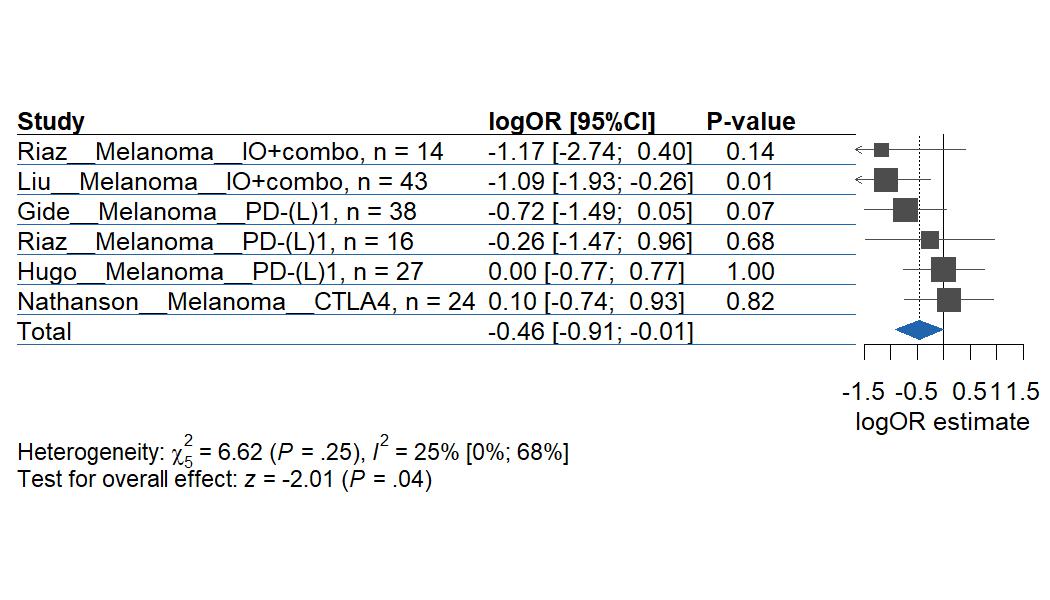 Study logOR [95%CI] P-value
Riaz__Melanoma__IO+combo, n = 14 -1.17 [-2.74; 0.40] 0.14
Liu__Melanoma__IO+combo, n = 43 -1.09 [-1.93; -0.26] 0.01
Gide__Melanoma__PD-(L)1, n = 38 -0.72 [-1.49; 0.05] 0.07
Riaz__Melanoma__PD-(L)1, n = 16 -0.26 [-1.47; 0.96] 0.68
Hugo__Melanoma__PD-(L)1, n = 27 0.00 [-0.77; 0.77] 1.00
Nathanson__Melanoma__CTLA4, n = 24 0.10 [-0.74; 0.93] 0.82
Total -0.46 [-0.91; -0.01]
-1.5 -0.5 0.5 1 1.5
logOR estimate
Heterogeneity: χ²₅ = 6.62 (P = .25), I² = 25% [0%; 68%]
Test for overall effect: z = -2.01 (P = .04)